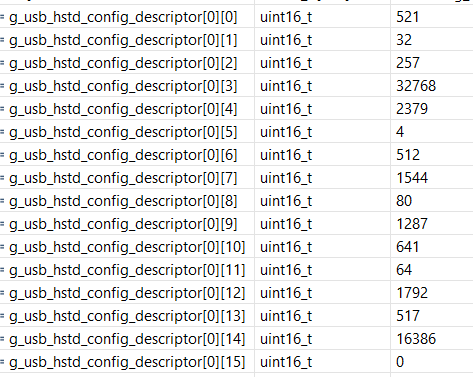 = g_usb_hstd_config_descriptor[0][0] uint16_t 521
= g_usb_hstd_config_descriptor[0][1] uint16_t 32
= g_usb_hstd_config_descriptor[0][2] uint16_t 257
= g_usb_hstd_config_descriptor[0][3] uint16_t 32768
= g_usb_hstd_config_descriptor[0][4] uint16_t 2379
= g_usb_hstd_config_descriptor[0][5] uint16_t 4
= g_usb_hstd_config_descriptor[0][6] uint16_t 512
= g_usb_hstd_config_descriptor[0][7] uint16_t 1544
= g_usb_hstd_config_descriptor[0][8] uint16_t 80
= g_usb_hstd_config_descriptor[0][9] uint16_t 1287
= g_usb_hstd_config_descriptor[0][10] uint16_t 641
= g_usb_hstd_config_descriptor[0][11] uint16_t 64
= g_usb_hstd_config_descriptor[0][12] uint16_t 1792
= g_usb_hstd_config_descriptor[0][13] uint16_t 517
= g_usb_hstd_config_descriptor[0][14] uint16_t 16386
= g_usb_hstd_config_descriptor[0][15] uint16_t 0